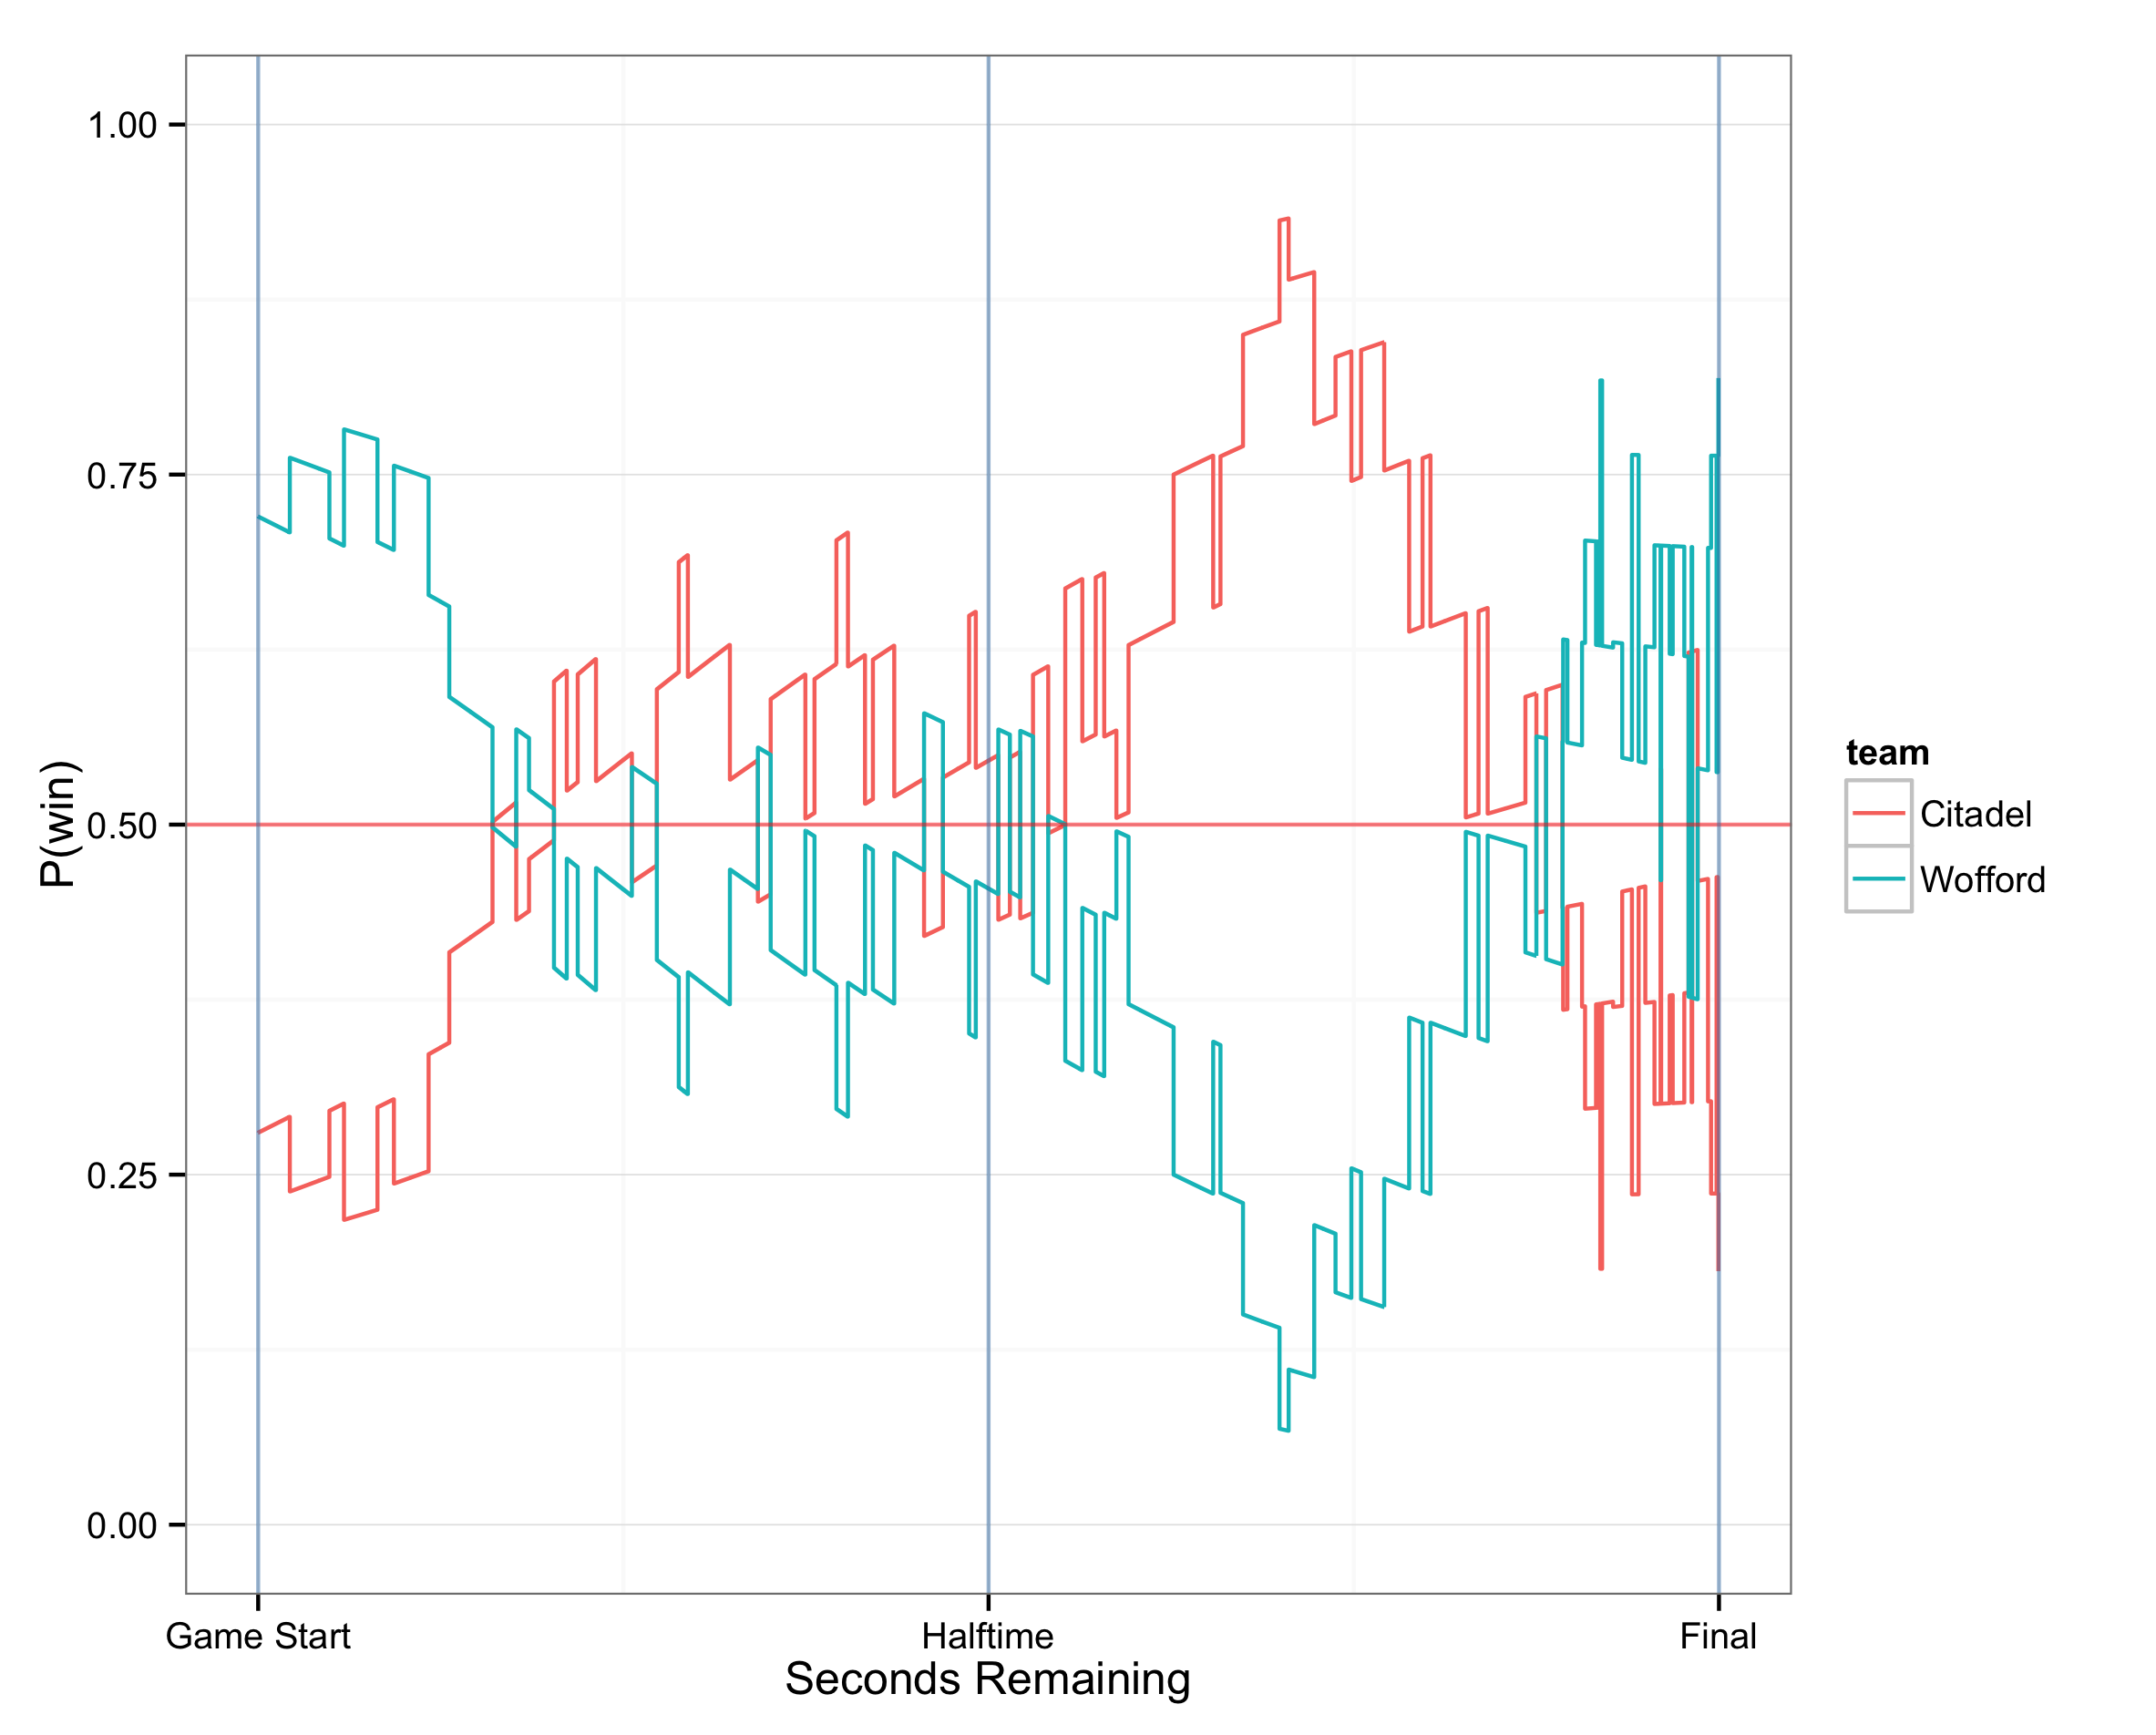 1.00
0.75
0.50
0.25
0.00
P(win)
Game Start
Halftime
Final
Seconds Remaining
team
Citadel
Wofford